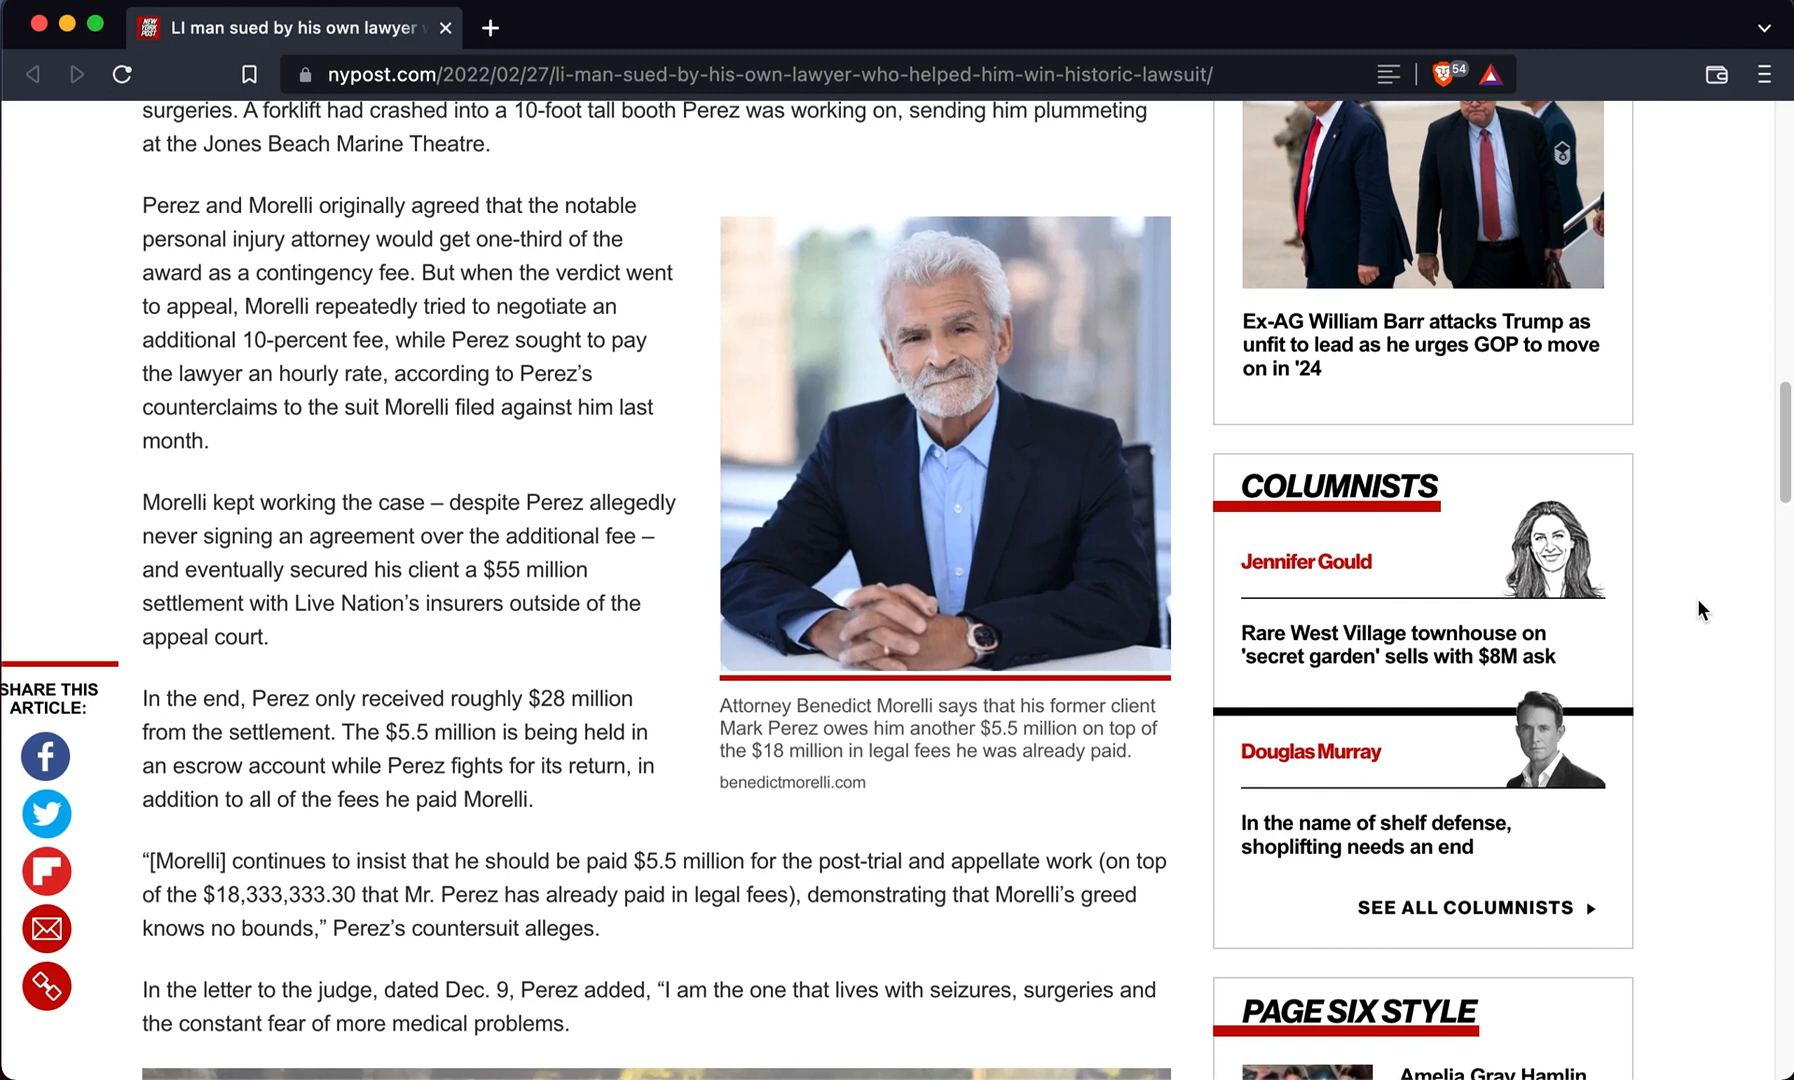 NEW YORK POST
LI man sued by his own lawyer
nypost.com/2022/02/27/li-man-sued-by-his-own-lawyer-who-helped-him-win-historic-lawsuit/
54
surgeries. A forklift had crashed into a 10-foot tall booth Perez was working on, sending him plummeting
at the Jones Beach Marine Theatre.
Perez and Morelli originally agreed that the notable
personal injury attorney would get one-third of the
award as a contingency fee. But when the verdict went
to appeal, Morelli repeatedly tried to negotiate an
additional 10-percent fee, while Perez sought to pay
the lawyer an hourly rate, according to Perez’s
counterclaims to the suit Morelli filed against him last
month.
Morelli kept working the case – despite Perez allegedly
never signing an agreement over the additional fee –
and eventually secured his client a $55 million
settlement with Live Nation’s insurers outside of the
appeal court.
In the end, Perez only received roughly $28 million
from the settlement. The $5.5 million is being held in
an escrow account while Perez fights for its return, in
addition to all of the fees he paid Morelli.
Attorney Benedict Morelli says that his former client
Mark Perez owes him another $5.5 million on top of
the $18 million in legal fees he was already paid.
benedictmorelli.com
“[Morelli] continues to insist that he should be paid $5.5 million for the post-trial and appellate work (on top
of the $18,333,333.30 that Mr. Perez has already paid in legal fees), demonstrating that Morelli’s greed
knows no bounds,” Perez’s countersuit alleges.
In the letter to the judge, dated Dec. 9, Perez added, “I am the one that lives with seizures, surgeries and
the constant fear of more medical problems.
SHARE THIS
ARTICLE:
Ex-AG William Barr attacks Trump as
unfit to lead as he urges GOP to move
on in '24
COLUMNISTS
Jennifer Gould
Rare West Village townhouse on
'secret garden' sells with $8M ask
Douglas Murray
In the name of shelf defense,
shoplifting needs an end
SEE ALL COLUMNISTS
PAGE SIX STYLE
Amelia Gray Hamlin